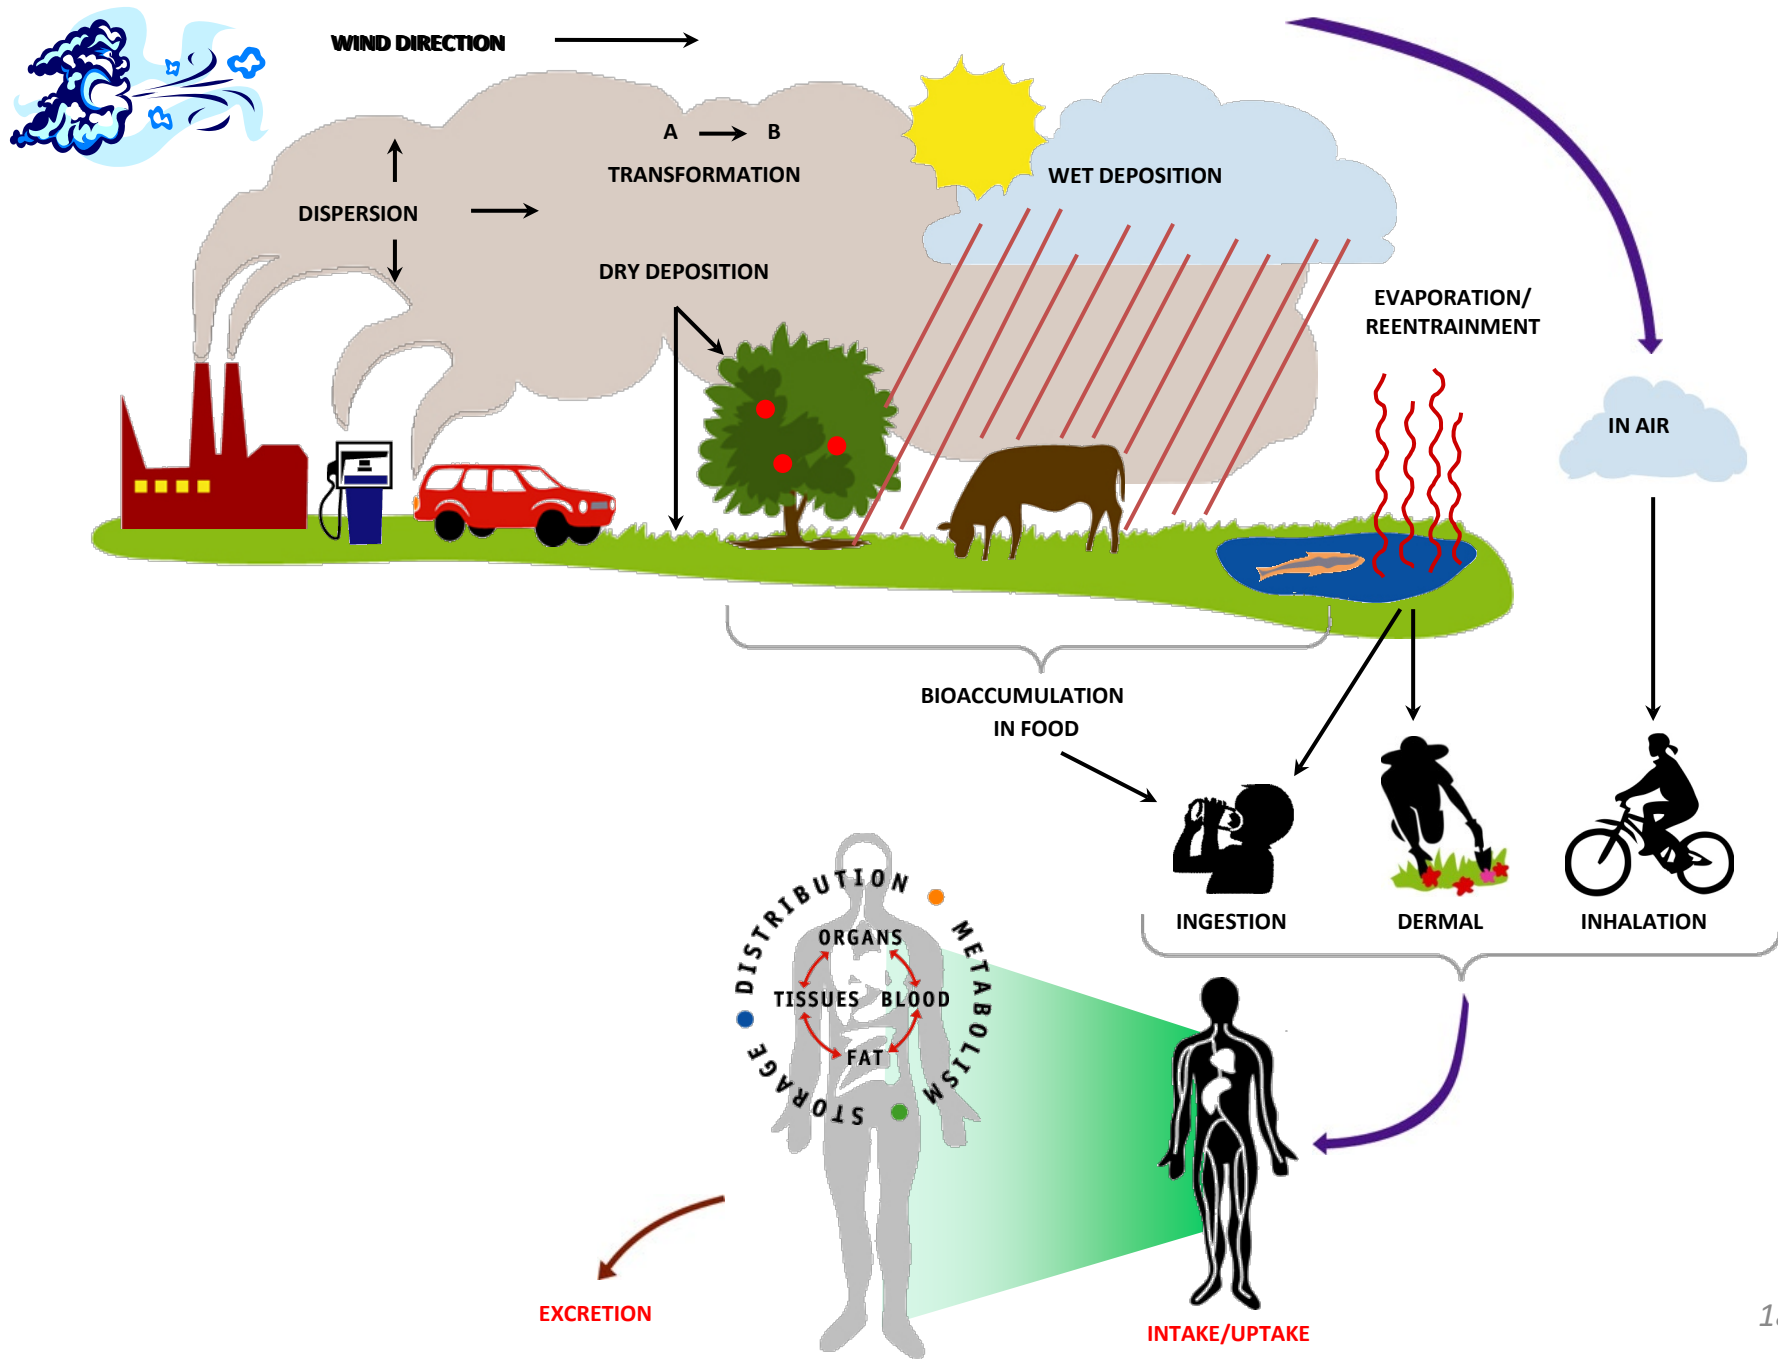 WIND DIRECTION
A
B
TRANSFORMATION
WET DEPOSITION
DISPERSION
DRY DEPOSITION
EVAPORATION/
REENTRAINMENT
IN AIR
BIOACCUMULATION
IN FOOD
INGESTION
DERMAL
INHALATION
DISTRIBUTION
METABOLISM
STORAGE
ORGANS
TISSUES
BLOOD
FAT
EXCRETION
INTAKE/UPTAKE